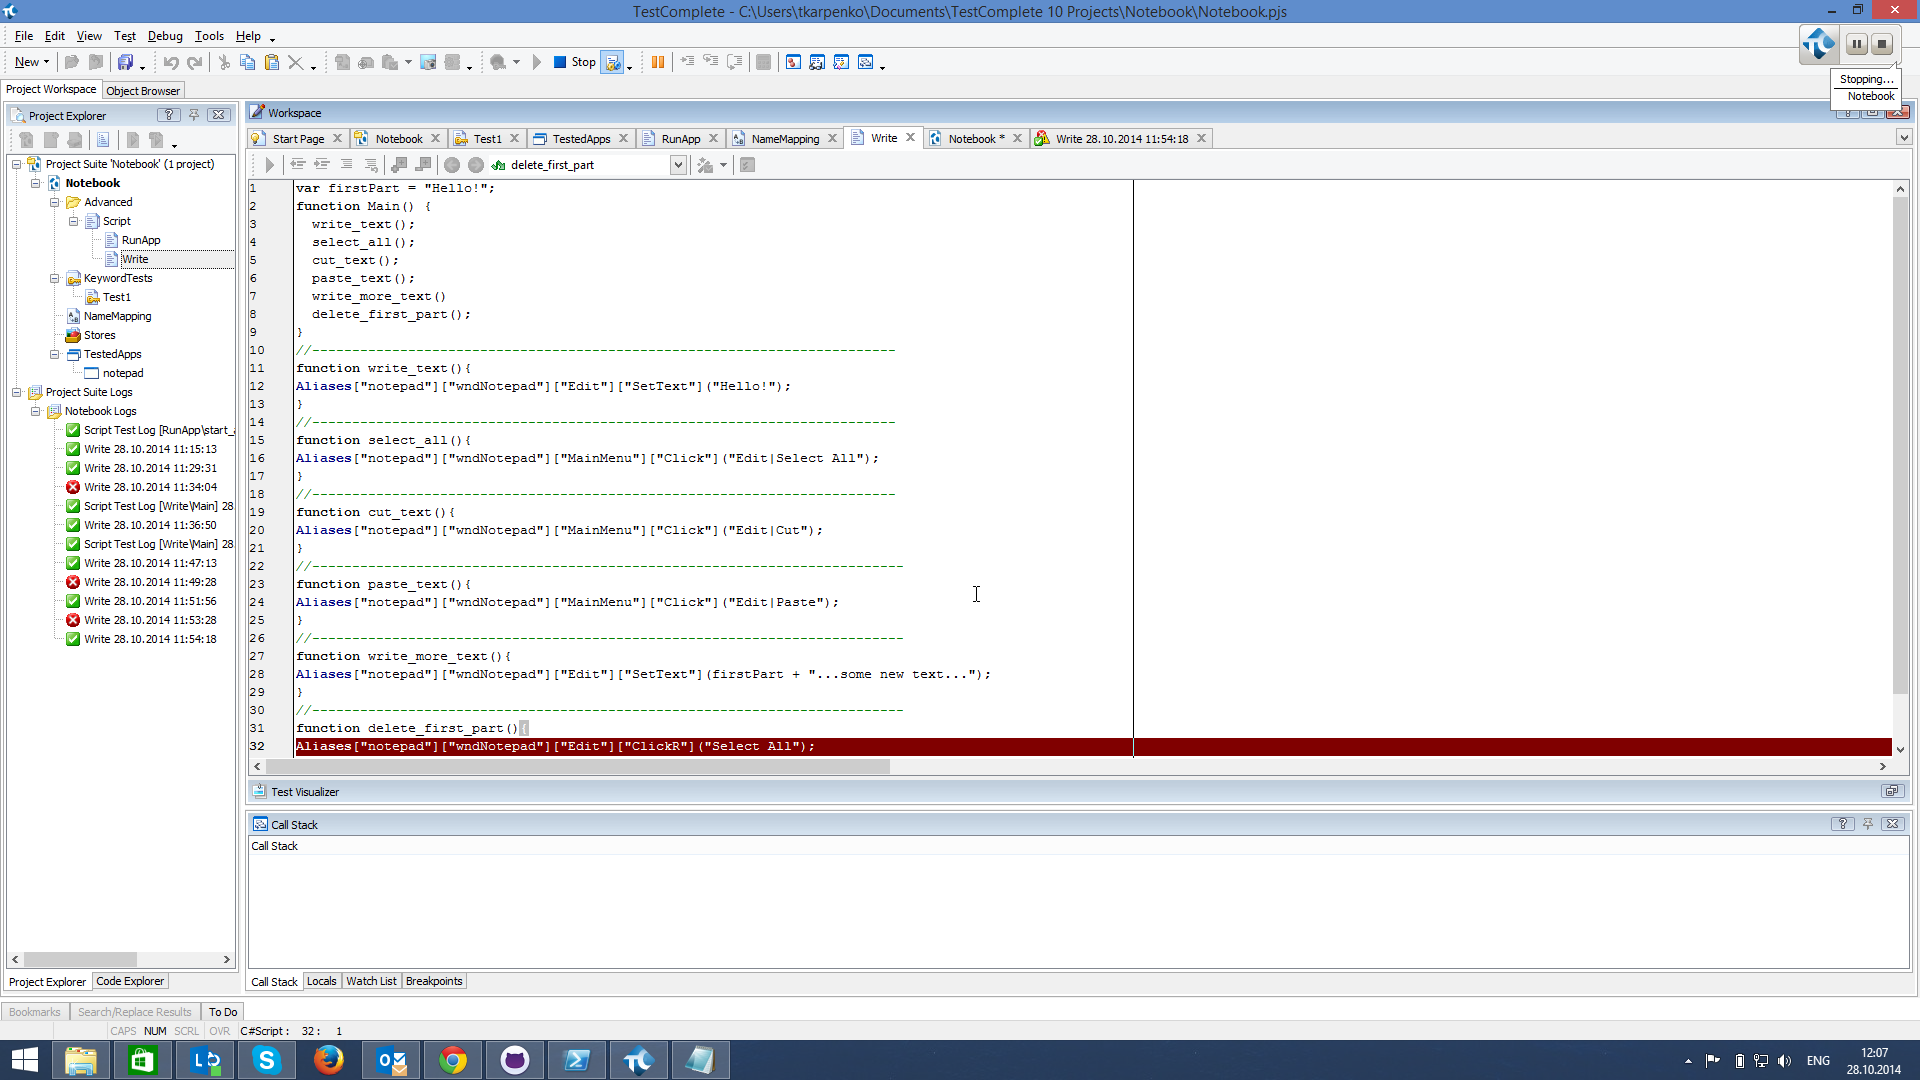 TestComplete - C:\Users\tkarpenko\Documents\TestComplete 10 Projects\Notebook\Notebook.pjs
File Edit View Test Debug Tools Help
New Stop
Stopping...
Notebook
Project Workspace Object Browser
Project Explorer
Workspace
Start Page Notebook Test1 TestedApps RunApp NameMapping Write Notebook * Write 28.10.2014 11:54:18
delete_first_part
Project Suite 'Notebook' (1 project)
Notebook
Advanced
Script
RunApp
Write
KeywordTests
Test1
NameMapping
Stores
TestedApps
notepad
Project Suite Logs
Notebook Logs
Script Test Log [RunApp\start_
Write 28.10.2014 11:15:13
Write 28.10.2014 11:29:31
Write 28.10.2014 11:34:04
Script Test Log [Write\Main] 28
Write 28.10.2014 11:36:50
Script Test Log [Write\Main] 28
Write 28.10.2014 11:47:13
Write 28.10.2014 11:49:28
Write 28.10.2014 11:51:56
Write 28.10.2014 11:53:28
Write 28.10.2014 11:54:18
1 var firstPart = "Hello!";
2 function Main() {
3 write_text();
4 select_all();
5 cut_text();
6 paste_text();
7 write_more_text()
8 delete_first_part();
9 }
10 //-------------------------------------------------------------------------
11 function write_text(){
12 Aliases["notepad"]["wndNotepad"]["Edit"]["SetText"]("Hello!");
13 }
14 //-------------------------------------------------------------------------
15 function select_all(){
16 Aliases["notepad"]["wndNotepad"]["MainMenu"]["Click"]("Edit|Select All");
17 }
18 //-------------------------------------------------------------------------
19 function cut_text(){
20 Aliases["notepad"]["wndNotepad"]["MainMenu"]["Click"]("Edit|Cut");
21 }
22 //--------------------------------------------------------------------------
23 function paste_text(){
24 Aliases["notepad"]["wndNotepad"]["MainMenu"]["Click"]("Edit|Paste");
25 }
26 //--------------------------------------------------------------------------
27 function write_more_text(){
28 Aliases["notepad"]["wndNotepad"]["Edit"]["SetText"](firstPart + "...some new text...");
29 }
30 //--------------------------------------------------------------------------
31 function delete_first_part(){
32 Aliases["notepad"]["wndNotepad"]["Edit"]["ClickR"]("Select All");
Test Visualizer
Call Stack
Call Stack
Project Explorer Code Explorer
Call Stack Locals Watch List Breakpoints
Bookmarks Search/Replace Results To Do
CAPS NUM SCRL OVR C#Script: 32: 1
ENG
12:07
28.10.2014